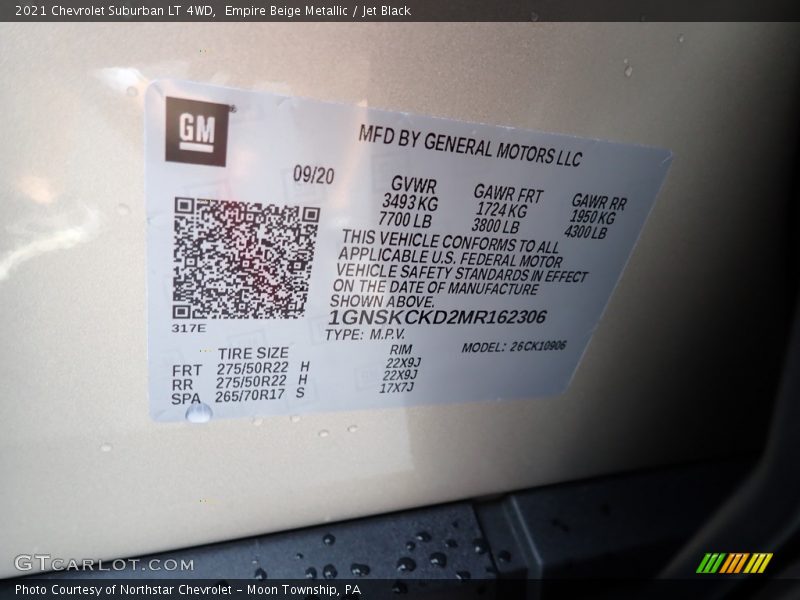 2021 Chevrolet Suburban LT 4WD, Empire Beige Metallic / Jet Black
GM
MFD BY GENERAL MOTORS LLC
09/20
GVWR GAWR FRT GAWR RR
3493 KG 1724 KG 1950 KG
7700 LB 3800 LB 4300 LB
THIS VEHICLE CONFORMS TO ALL
APPLICABLE U.S. FEDERAL MOTOR
VEHICLE SAFETY STANDARDS IN EFFECT
ON THE DATE OF MANUFACTURE
SHOWN ABOVE.
1GNSKCKD2MR162306
317E
TYPE: M.P.V.
TIRE SIZE RIM MODEL: 26CK10906
FRT 275/50R22 H 22X9J
RR 275/50R22 H 22X9J
SPA 265/70R17 S 17X7J
GTCARLOT.COM
Photo Courtesy of Northstar Chevrolet - Moon Township, PA